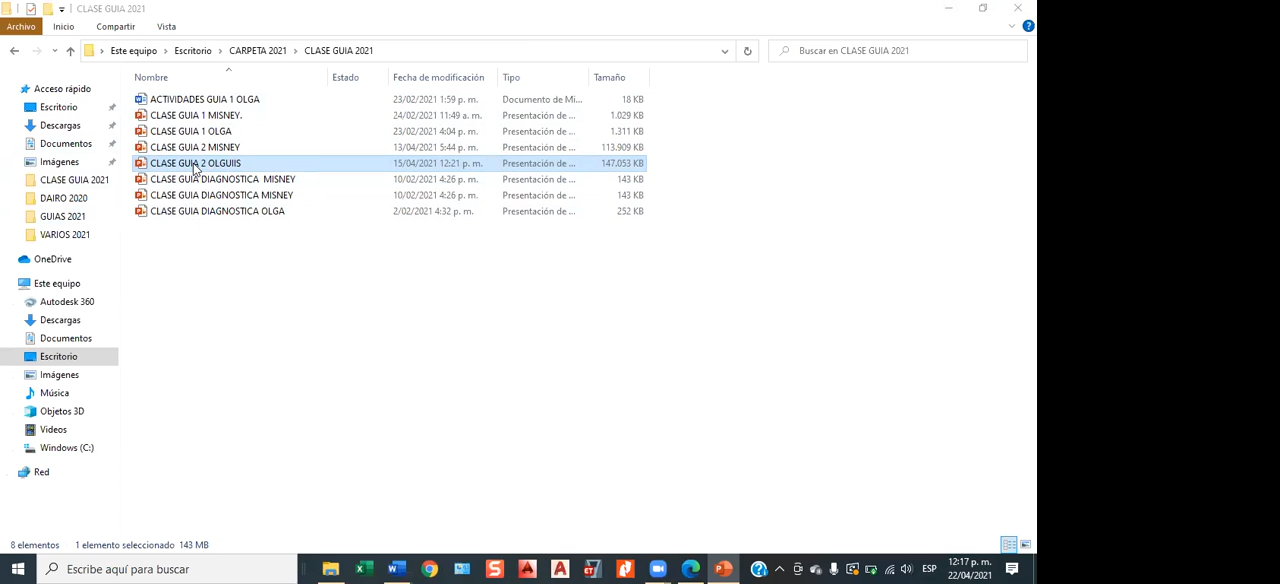 CLASE GUIA 2021
Archivo Inicio Compartir Vista
Este equipo > Escritorio > CARPETA 2021 > CLASE GUIA 2021
Buscar en CLASE GUIA 2021
Nombre Estado Fecha de modificación Tipo Tamaño
ACTIVIDADES GUIA 1 OLGA 23/02/2021 1:59 p. m. Documento de Mi... 18 KB
CLASE GUIA 1 MISNEY. 24/02/2021 11:49 a. m. Presentación de ... 1.029 KB
CLASE GUIA 1 OLGA 23/02/2021 4:04 p. m. Presentación de ... 1.311 KB
CLASE GUIA 2 MISNEY 13/04/2021 5:44 p. m. Presentación de ... 113.909 KB
CLASE GUIA 2 OLGUIIS 15/04/2021 12:21 p. m. Presentación de ... 147.053 KB
CLASE GUIA DIAGNOSTICA  MISNEY 10/02/2021 4:26 p. m. Presentación de ... 143 KB
CLASE GUIA DIAGNOSTICA MISNEY 10/02/2021 4:26 p. m. Presentación de ... 143 KB
CLASE GUIA DIAGNOSTICA OLGA 2/02/2021 4:32 p. m. Presentación de ... 252 KB
Acceso rápido
Escritorio
Descargas
Documentos
Imágenes
CLASE GUIA 2021
DAIRO 2020
GUIAS 2021
VARIOS 2021
OneDrive
Este equipo
Autodesk 360
Descargas
Documentos
Escritorio
Imágenes
Música
Objetos 3D
Videos
Windows (C:)
Red
8 elementos 1 elemento seleccionado 143 MB
Escribe aquí para buscar
ESP
12:17 p. m.
22/04/2021